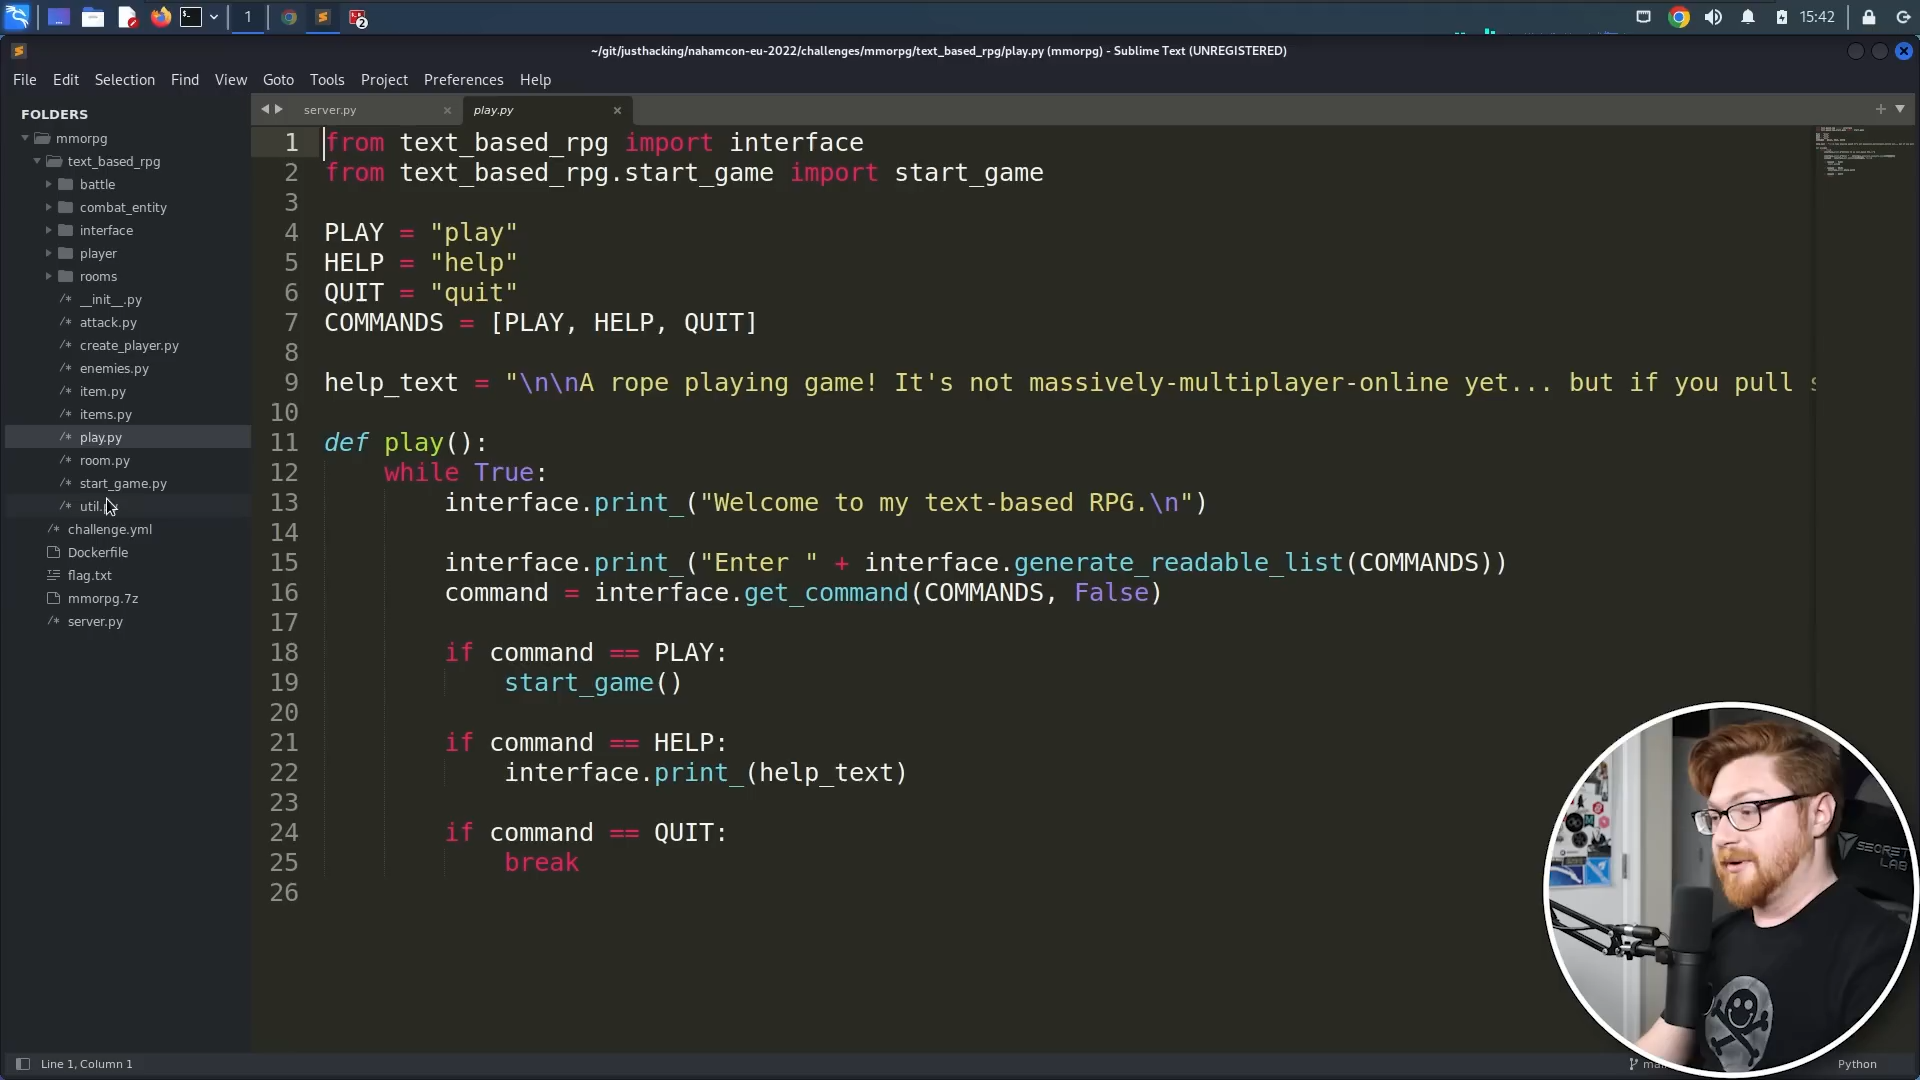 1
2
15:42
~/git/justhacking/nahamcon-eu-2022/challenges/mmorpg/text_based_rpg/play.py (mmorpg) - Sublime Text (UNREGISTERED)
File Edit Selection Find View Goto Tools Project Preferences Help
FOLDERS
mmorpg
text_based_rpg
battle
combat_entity
interface
player
rooms
/* __init__.py
/* attack.py
/* create_player.py
/* enemies.py
/* item.py
/* items.py
/* play.py
/* room.py
/* start_game.py
/* challenge.yml
Dockerfile
flag.txt
mmorpg.7z
/* server.py
server.py × play.py ×
1 from text_based_rpg import interface
2 from text_based_rpg.start_game import start_game
3
4 PLAY = "play"
5 HELP = "help"
6 QUIT = "quit"
7 COMMANDS = [PLAY, HELP, QUIT]
8
9 help_text = "\n\nA rope playing game! It's not massively-multiplayer-online yet... but if you pull
10
11 def play():
12 while True:
13 interface.print_("Welcome to my text-based RPG.\n")
14
15 interface.print_("Enter " + interface.generate_readable_list(COMMANDS))
16 command = interface.get_command(COMMANDS, False)
17
18 if command == PLAY:
19 start_game()
20
21 if command == HELP:
22 interface.print_(help_text)
23
24 if command == QUIT:
25 break
26
SECRET
LAB
Line 1, Column 1
Python